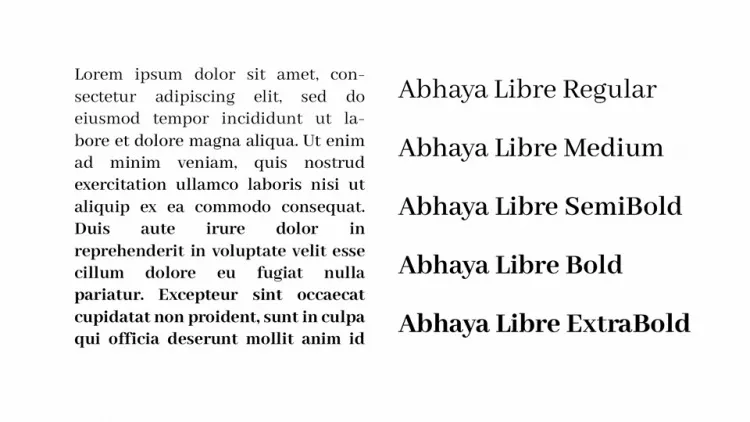 Lorem ipsum dolor sit amet, con-
sectetur adipiscing elit, sed do
eiusmod tempor incididunt ut la-
bore et dolore magna aliqua. Ut enim
ad minim veniam, quis nostrud
exercitation ullamco laboris nisi ut
aliquip ex ea commodo consequat.
Duis aute irure dolor in
reprehenderit in voluptate velit esse
cillum dolore eu fugiat nulla
pariatur. Excepteur sint occaecat
cupidatat non proident, sunt in culpa
qui officia deserunt mollit anim id
Abhaya Libre Regular
Abhaya Libre Medium
Abhaya Libre SemiBold
Abhaya Libre Bold
Abhaya Libre ExtraBold